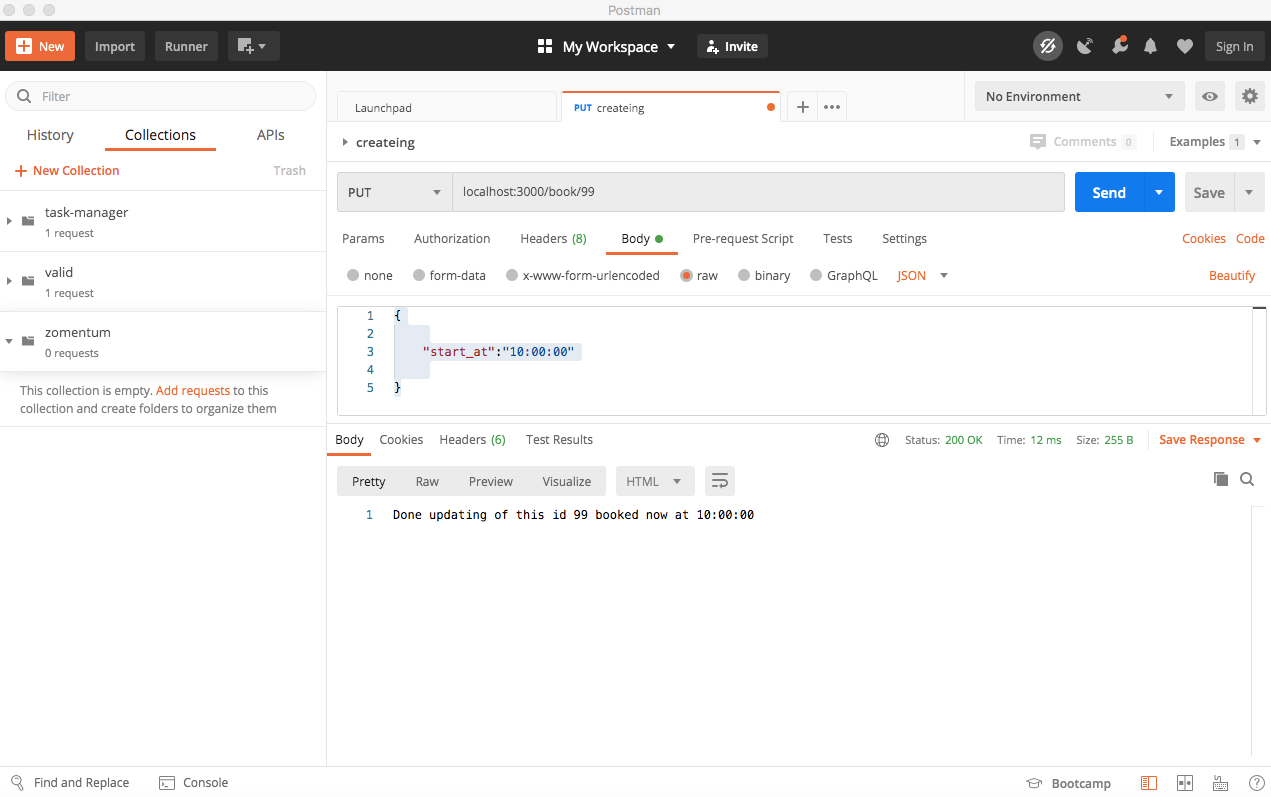 Postman
New Import Runner My Workspace Invite Sign In
Filter
History Collections APIs
+ New Collection Trash
task-manager
1 request
valid
1 request
zomentum
0 requests
This collection is empty. Add requests to this
collection and create folders to organize them
Launchpad PUT createing + ••• No Environment
createing Comments 0 Examples 1
PUT localhost:3000/book/99 Send Save
Params Authorization Headers (8) Body Pre-request Script Tests Settings Cookies Code
none form-data x-www-form-urlencoded raw binary GraphQL JSON Beautify
1 {
2
3 "start_at":"10:00:00"
4
5 }
Body Cookies Headers (6) Test Results Status: 200 OK Time: 12 ms Size: 255 B Save Response
Pretty Raw Preview Visualize HTML
1 Done updating of this id 99 booked now at 10:00:00
Find and Replace Console Bootcamp ?